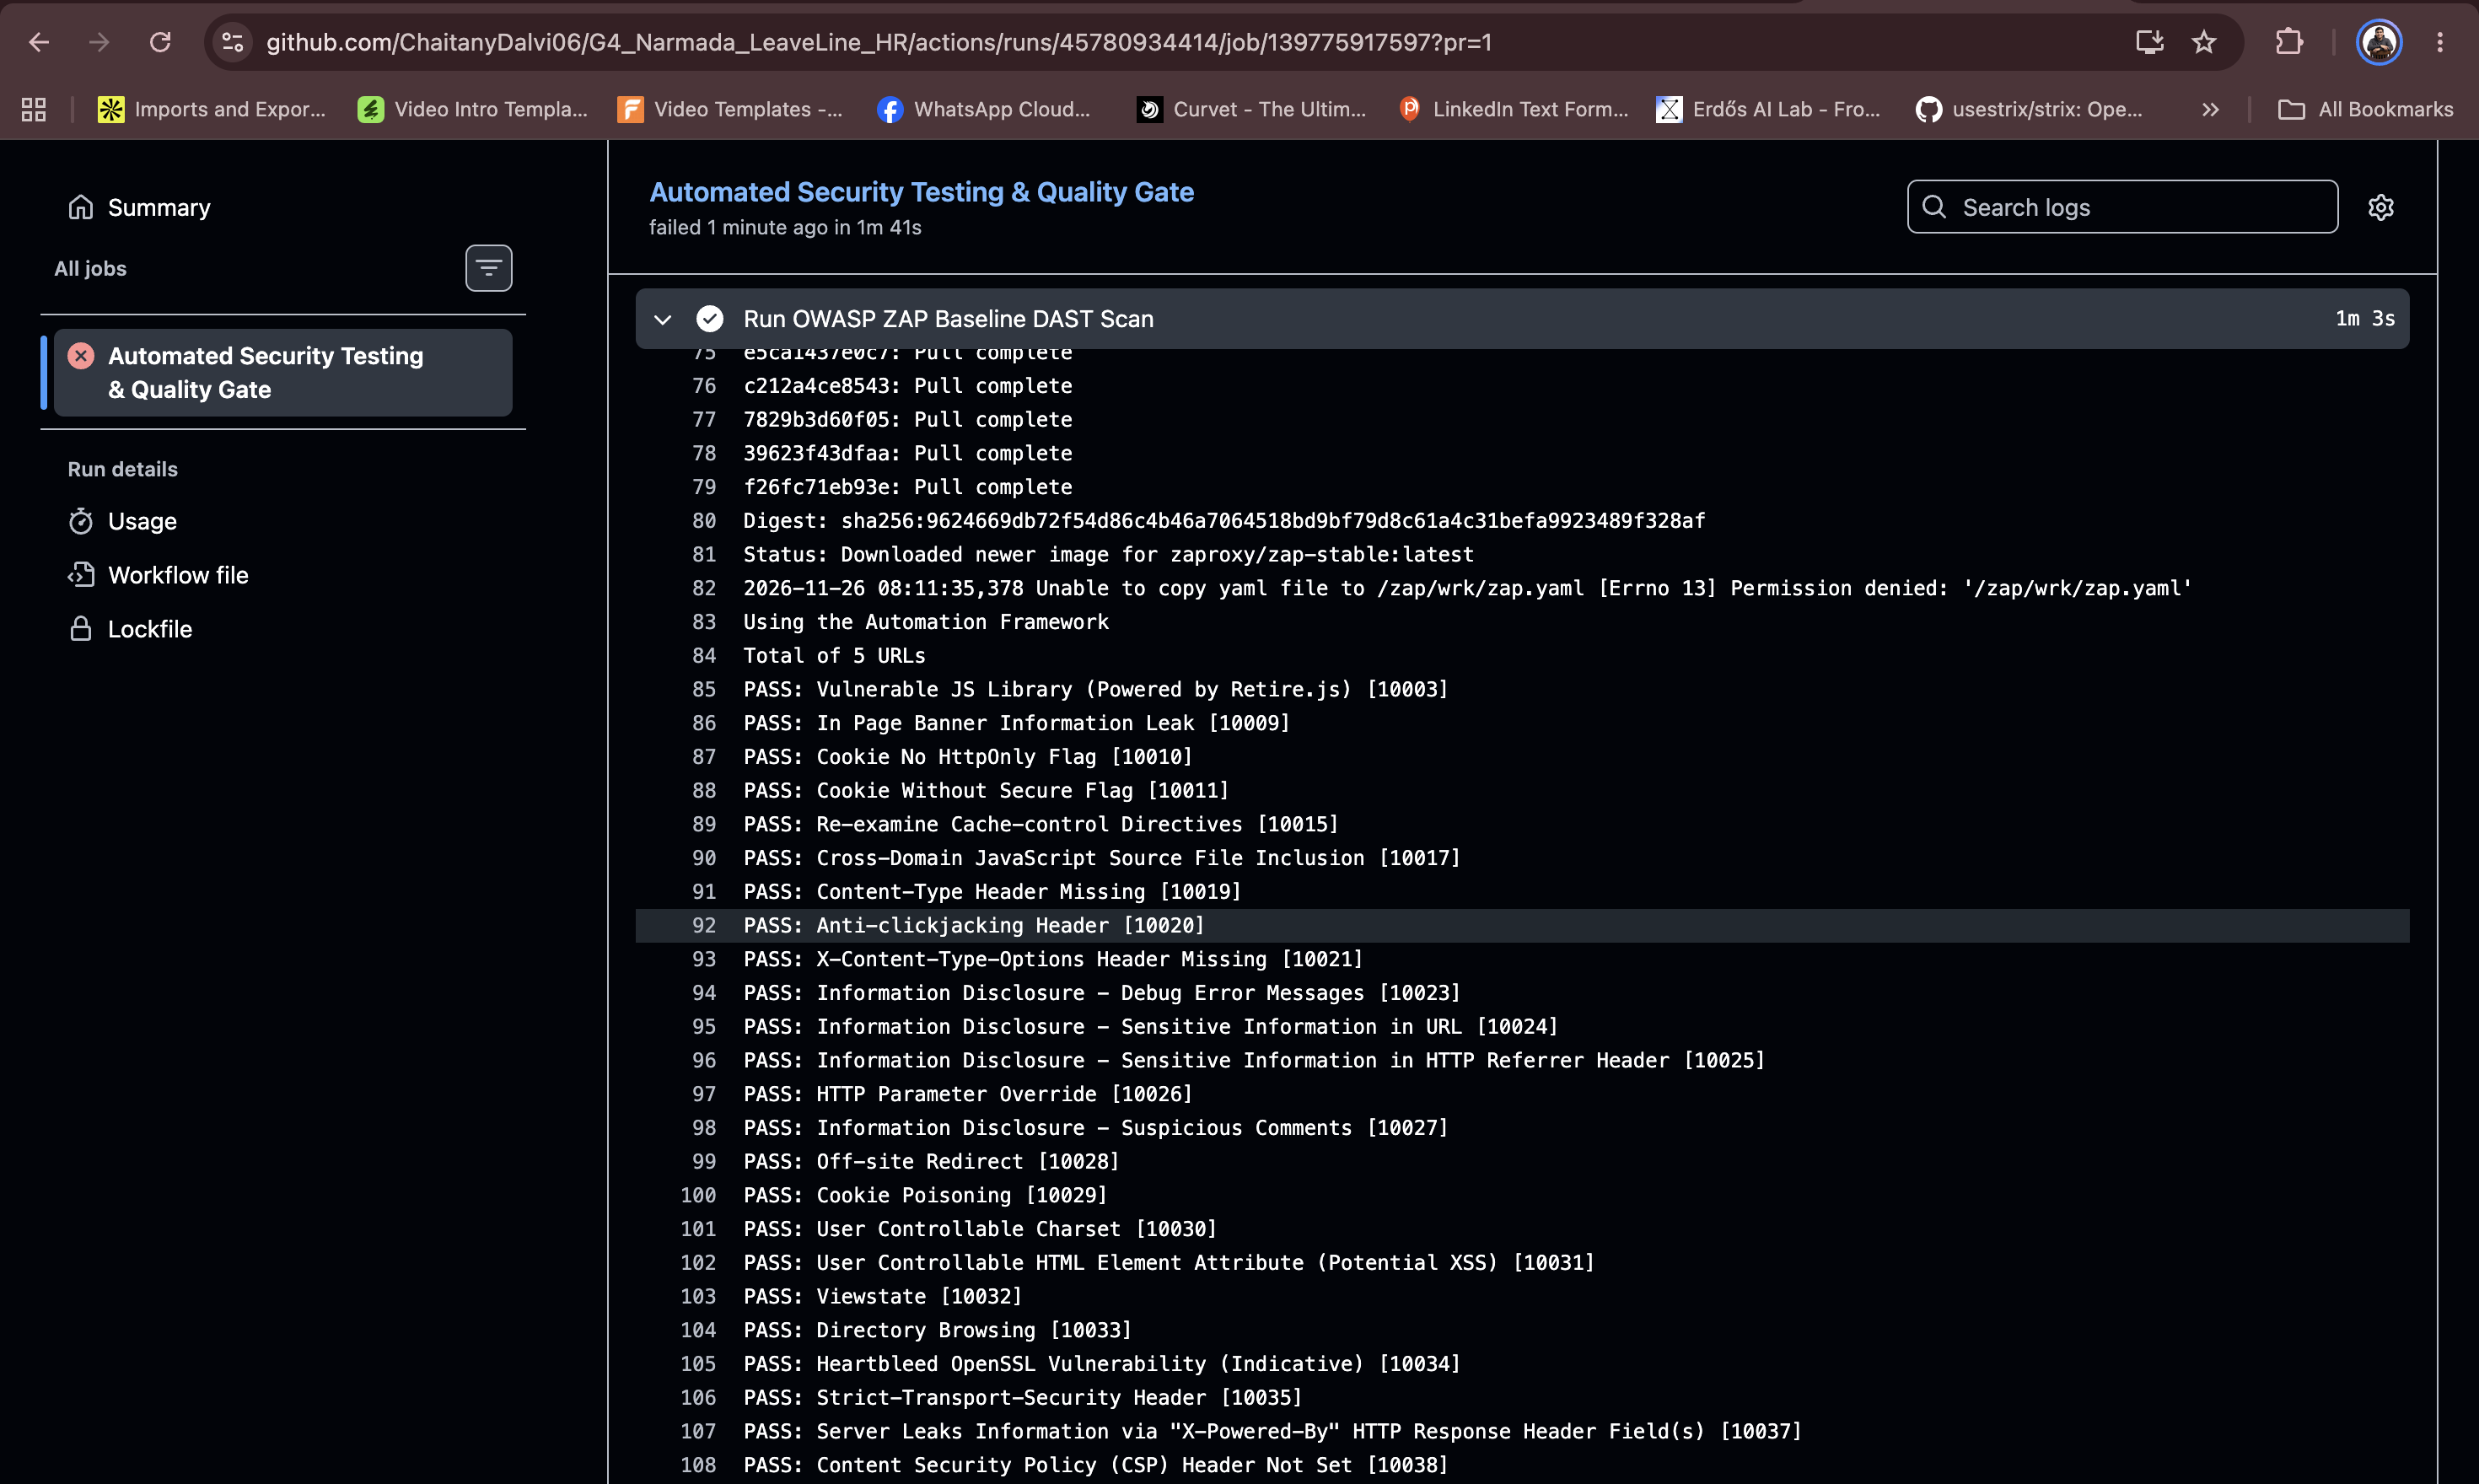 github.com/ChaitanyDalvi06/G4_Narmada_LeaveLine_HR/actions/runs/45780934414/job/139775917597?pr=1
Imports and Expor...
Video Intro Templa...
Video Templates -...
WhatsApp Cloud...
Curvet - The Ultim...
LinkedIn Text Form...
Erdős AI Lab - Fro...
usestrix/strix: Ope...
All Bookmarks
Summary
All jobs
Automated Security Testing
& Quality Gate
Run details
Usage
Workflow file
Lockfile
Automated Security Testing & Quality Gate
failed 1 minute ago in 1m 41s
Search logs
Run OWASP ZAP Baseline DAST Scan 1m 3s
75 e5ca1437e0c7: Pull complete
76 c212a4ce8543: Pull complete
77 7829b3d60f05: Pull complete
78 39623f43dfaa: Pull complete
79 f26fc71eb93e: Pull complete
80 Digest: sha256:9624669db72f54d86c4b46a7064518bd9bf79d8c61a4c31befa9923489f328af
81 Status: Downloaded newer image for zaproxy/zap-stable:latest
82 2026-11-26 08:11:35,378 Unable to copy yaml file to /zap/wrk/zap.yaml [Errno 13] Permission denied: '/zap/wrk/zap.yaml'
83 Using the Automation Framework
84 Total of 5 URLs
85 PASS: Vulnerable JS Library (Powered by Retire.js) [10003]
86 PASS: In Page Banner Information Leak [10009]
87 PASS: Cookie No HttpOnly Flag [10010]
88 PASS: Cookie Without Secure Flag [10011]
89 PASS: Re-examine Cache-control Directives [10015]
90 PASS: Cross-Domain JavaScript Source File Inclusion [10017]
91 PASS: Content-Type Header Missing [10019]
92 PASS: Anti-clickjacking Header [10020]
93 PASS: X-Content-Type-Options Header Missing [10021]
94 PASS: Information Disclosure - Debug Error Messages [10023]
95 PASS: Information Disclosure - Sensitive Information in URL [10024]
96 PASS: Information Disclosure - Sensitive Information in HTTP Referrer Header [10025]
97 PASS: HTTP Parameter Override [10026]
98 PASS: Information Disclosure - Suspicious Comments [10027]
99 PASS: Off-site Redirect [10028]
100 PASS: Cookie Poisoning [10029]
101 PASS: User Controllable Charset [10030]
102 PASS: User Controllable HTML Element Attribute (Potential XSS) [10031]
103 PASS: Viewstate [10032]
104 PASS: Directory Browsing [10033]
105 PASS: Heartbleed OpenSSL Vulnerability (Indicative) [10034]
106 PASS: Strict-Transport-Security Header [10035]
107 PASS: Server Leaks Information via "X-Powered-By" HTTP Response Header Field(s) [10037]
108 PASS: Content Security Policy (CSP) Header Not Set [10038]